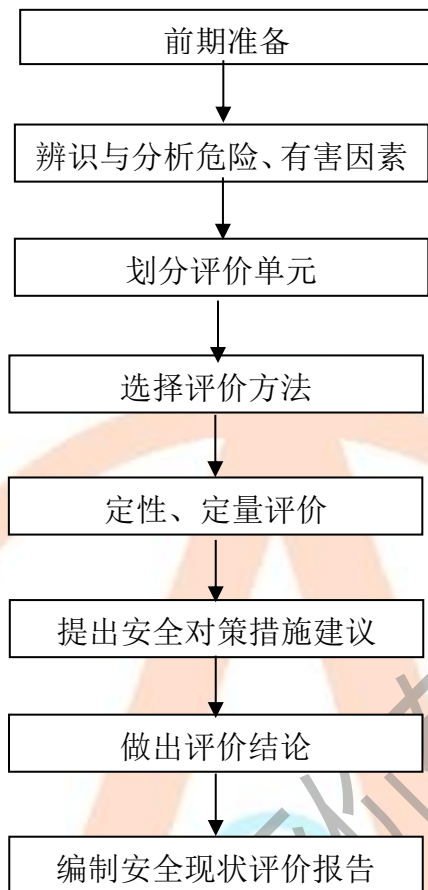 前期准备
辨识与分析危险、有害因素
划分评价单元
选择评价方法
定性、定量评价
提出安全对策措施建议
做出评价结论
编制安全现状评价报告